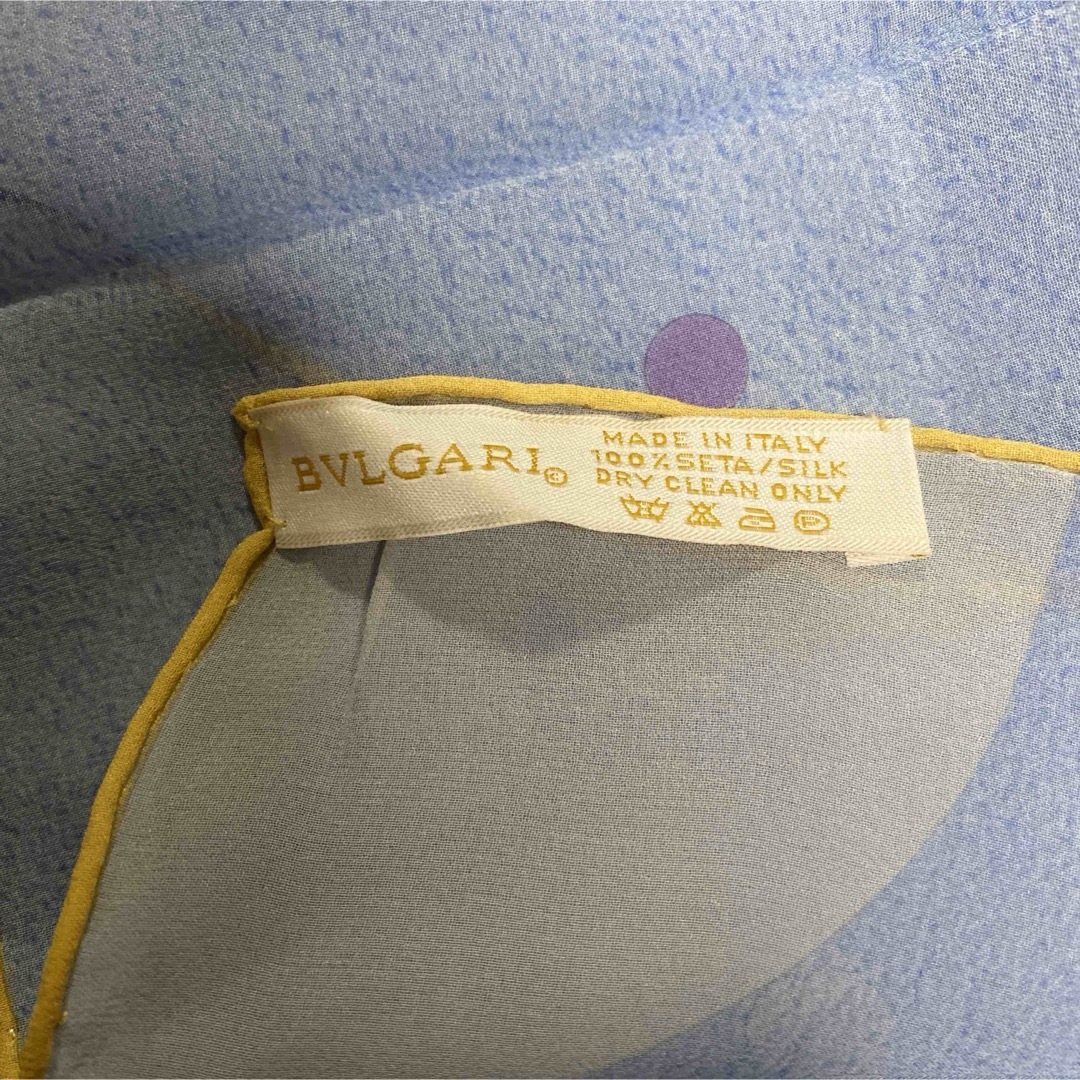 BVLGARI©
MADE IN ITALY
100% SETA/SILK
DRY CLEAN ONLY
P